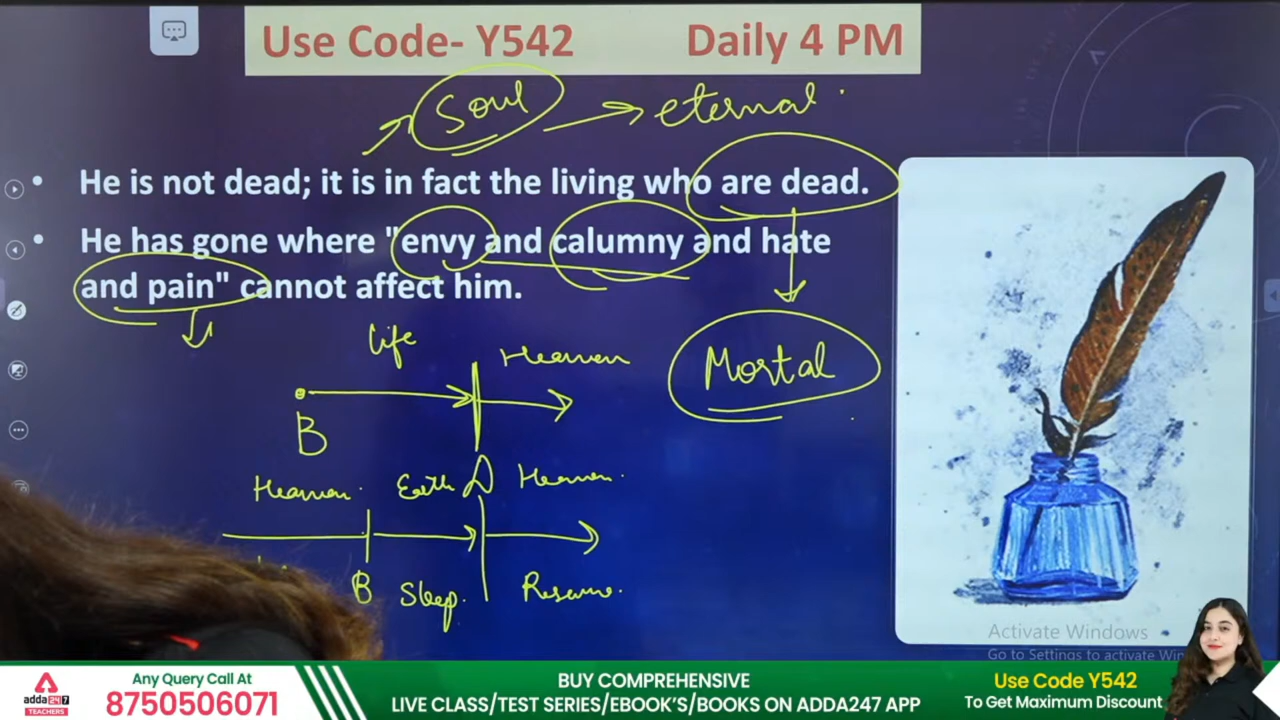 Use Code- Y542 Daily 4 PM
Soul → eternal.
• He is not dead; it is in fact the living who are dead.
• He has gone where "envy and calumny and hate
and pain" cannot affect him.
life Heaven
Mortal
B
Heaven. Earth D Heaven.
B Sleep. Resume.
Activate Windows
Go to Settings to activate Win
adda247
TEACHERS
Any Query Call At
8750506071
BUY COMPREHENSIVE
LIVE CLASS/TEST SERIES/EBOOK'S/BOOKS ON ADDA247 APP
Use Code Y542
To Get Maximum Discount